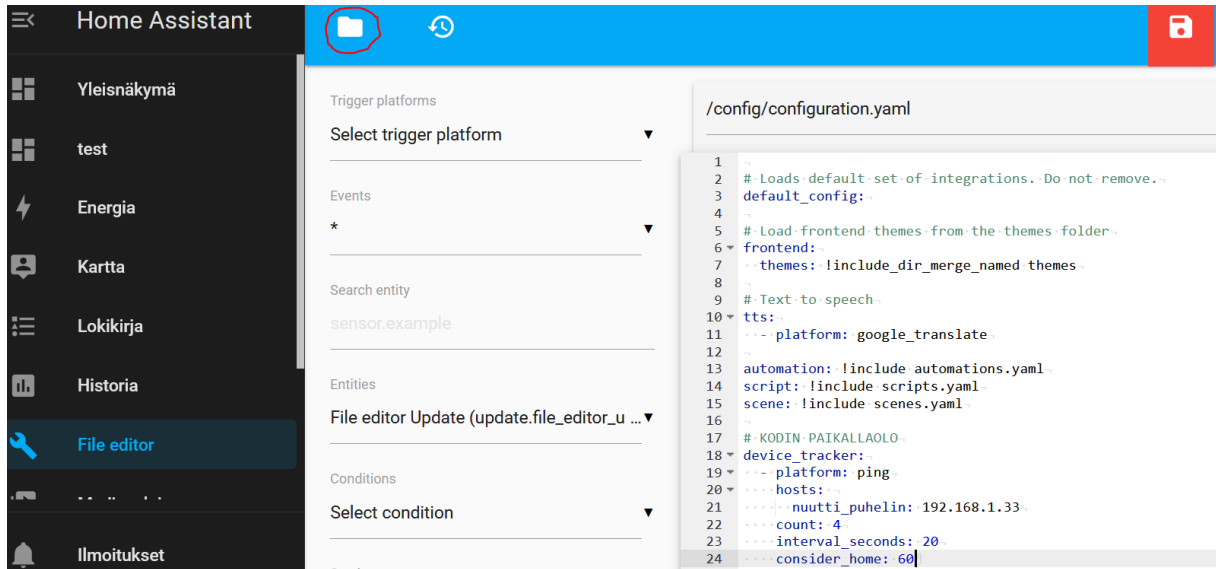 Home Assistant
Yleisnäkymä
test
Energia
Kartta
Lokikirja
Historia
File editor
Ilmoitukset
Trigger platforms
Select trigger platform
Events
*
Search entity
sensor.example
Entities
File editor Update (update.file_editor_u ...
Conditions
Select condition
/config/configuration.yaml
1
2 # Loads default set of integrations. Do not remove.
3 default_config:
4
5 # Load frontend themes from the themes folder
6 frontend:
7   themes: !include_dir_merge_named themes
8
9 # Text to speech
10 tts:
11   - platform: google_translate
12
13 automation: !include automations.yaml
14 script: !include scripts.yaml
15 scene: !include scenes.yaml
16
17 # KODIN PAIKALLAOLO
18 device_tracker:
19   - platform: ping
20     hosts:
21       nuutti_puhelin: 192.168.1.33
22     count: 4
23     interval_seconds: 20
24     consider_home: 60